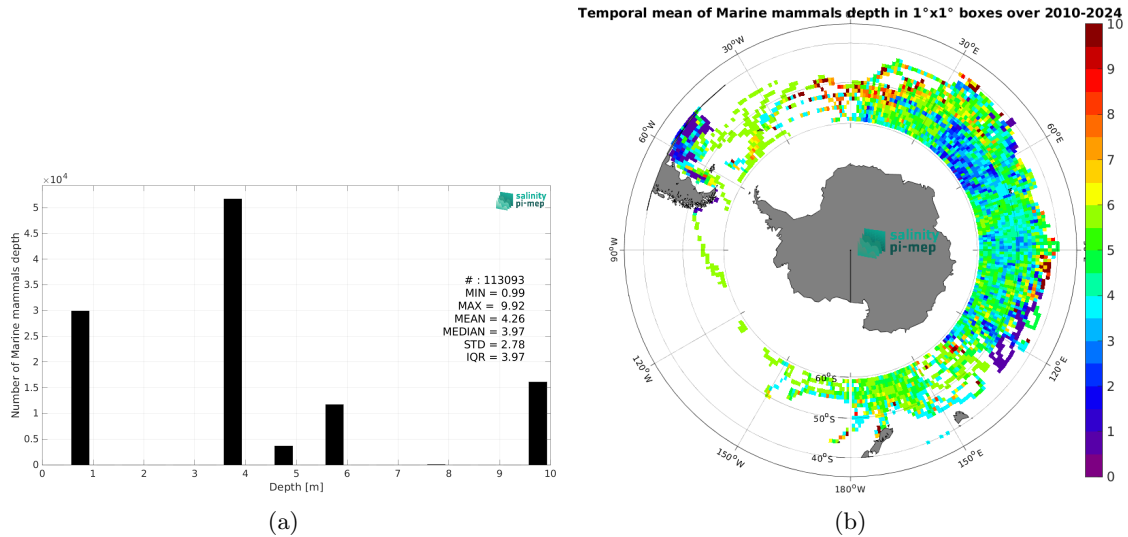 Temporal mean of Marine mammals depth in 1°x1° boxes over 2010-2024
×10⁴
5
4.5
4
3.5
3
2.5
2
1.5
1
0.5
0
Number of Marine mammals depth
salinity
pi-mep
# : 113093
MIN = 0.99
MAX = 9.92
MEAN = 4.26
MEDIAN = 3.97
STD = 2.78
IQR = 3.97
0 1 2 3 4 5 6 7 8 9 10
Depth [m]
(a)
30°W
30°E
60°W
60°E
90°W
120°W
120°E
150°W
150°E
180°W
60°S
50°S
40°S
salinity
pi-mep
10
9
8
7
6
5
4
3
2
1
0
(b)